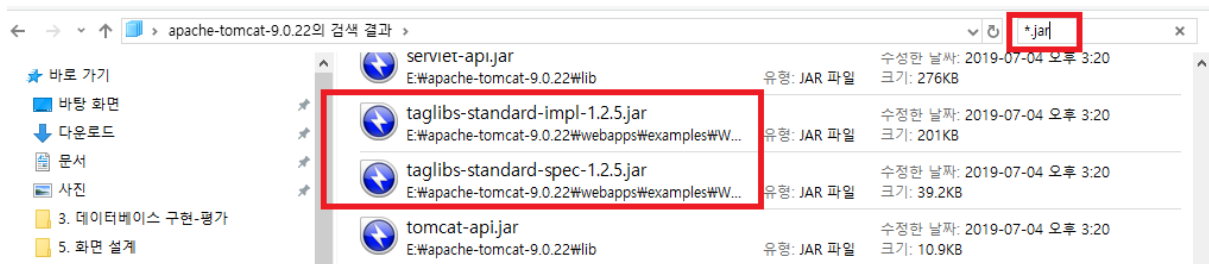 apache-tomcat-9.0.22의 검색 결과
*.jar
바로 가기
바탕 화면
다운로드
문서
사진
3. 데이터베이스 구현-평가
5. 화면 설계
servlet-api.jar
E:₩apache-tomcat-9.0.22₩lib
유형: JAR 파일
수정한 날짜: 2019-07-04 오후 3:20
크기: 276KB
taglibs-standard-impl-1.2.5.jar
E:₩apache-tomcat-9.0.22₩webapps₩examples₩W...
유형: JAR 파일
수정한 날짜: 2019-07-04 오후 3:20
크기: 201KB
taglibs-standard-spec-1.2.5.jar
E:₩apache-tomcat-9.0.22₩webapps₩examples₩W...
유형: JAR 파일
수정한 날짜: 2019-07-04 오후 3:20
크기: 39.2KB
tomcat-api.jar
E:₩apache-tomcat-9.0.22₩lib
유형: JAR 파일
수정한 날짜: 2019-07-04 오후 3:20
크기: 10.9KB